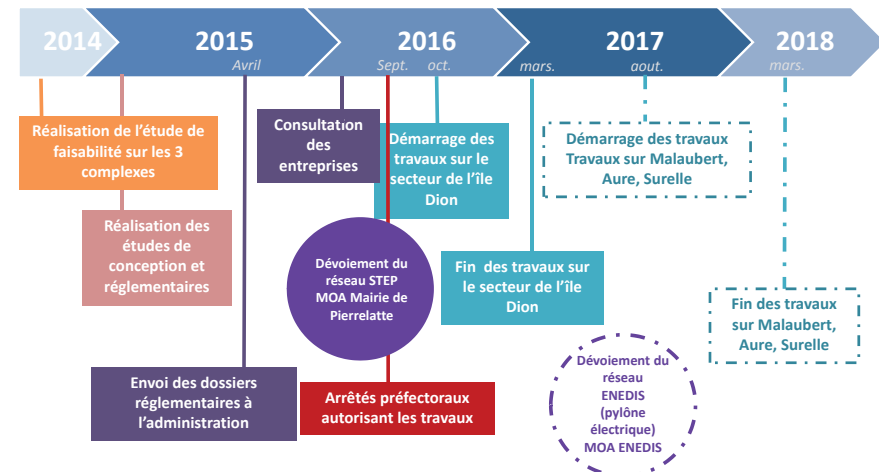 2014
2015
2016
2017
2018
Avril
Sept.
oct.
mars.
aout.
mars.
Réalisation de l'étude de
faisabilité sur les 3
complexes
Consultation
des
entreprises
Démarrage des
travaux sur le
secteur de l'île
Dion
Démarrage des travaux
Travaux sur Malaubert,
Aure, Surelle
Réalisation des
études de
conception et
réglementaires
Dévoiement du
réseau STEP
MOA Mairie de
Pierrelatte
Fin des travaux sur
le secteur de l'île
Dion
Fin des travaux
sur Malaubert,
Aure, Surelle
Envoi des dossiers
réglementaires à
l'administration
Arrêtés préfectoraux
autorisant les travaux
Dévoiement du
réseau
ENEDIS
(pylône
électrique)
MOA ENEDIS